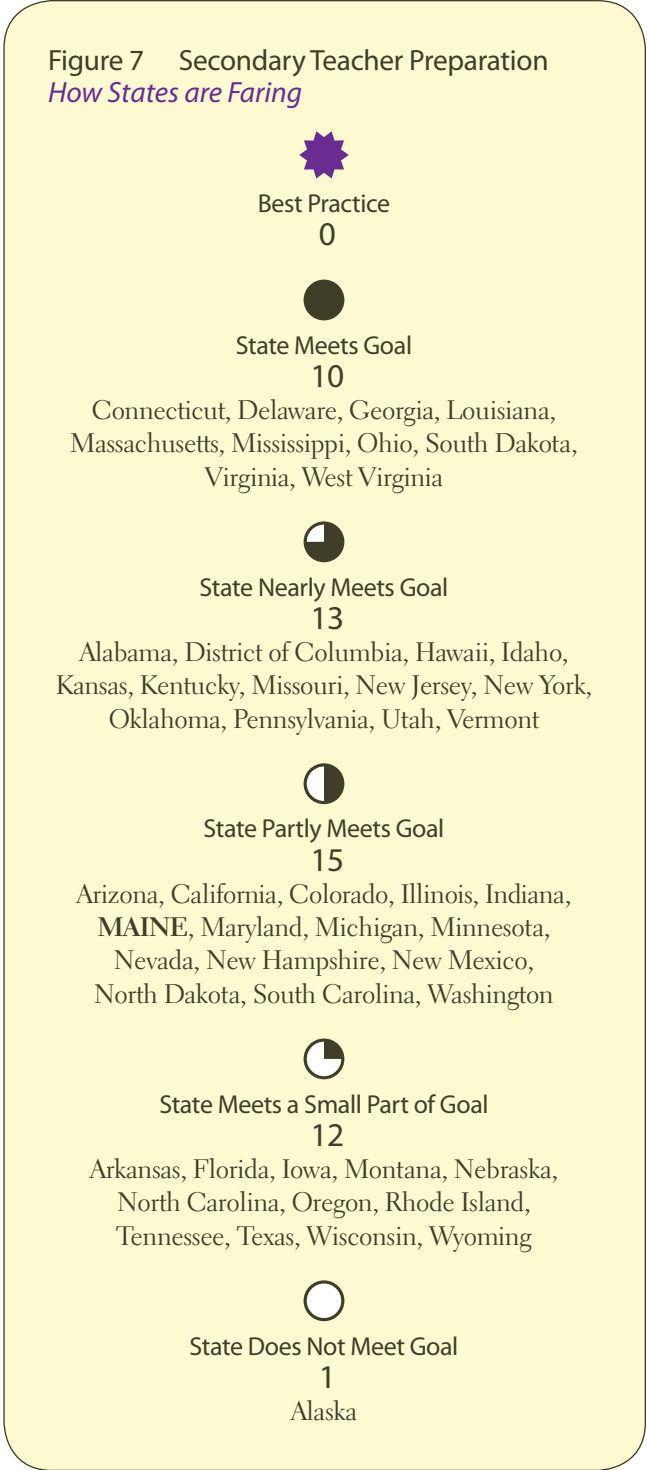 Figure 7 Secondary Teacher Preparation
How States are Faring
Best Practice
0
State Meets Goal
10
Connecticut, Delaware, Georgia, Louisiana,
Massachusetts, Mississippi, Ohio, South Dakota,
Virginia, West Virginia
State Nearly Meets Goal
13
Alabama, District of Columbia, Hawaii, Idaho,
Kansas, Kentucky, Missouri, New Jersey, New York,
Oklahoma, Pennsylvania, Utah, Vermont
State Partly Meets Goal
15
Arizona, California, Colorado, Illinois, Indiana,
MAINE, Maryland, Michigan, Minnesota,
Nevada, New Hampshire, New Mexico,
North Dakota, South Carolina, Washington
State Meets a Small Part of Goal
12
Arkansas, Florida, Iowa, Montana, Nebraska,
North Carolina, Oregon, Rhode Island,
Tennessee, Texas, Wisconsin, Wyoming
State Does Not Meet Goal
1
Alaska